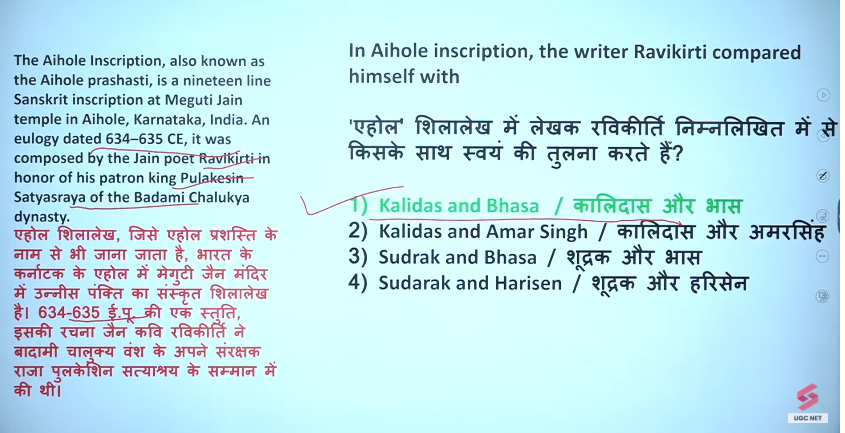 The Aihole Inscription, also known as
the Aihole prashasti, is a nineteen line
Sanskrit inscription at Meguti Jain
temple in Aihole, Karnataka, India. An
eulogy dated 634–635 CE, it was
composed by the Jain poet Ravikirti in
honor of his patron king Pulakesin
Satyasraya of the Badami Chalukya
dynasty.
एहोल शिलालेख, जिसे एहोल प्रशस्ति के
नाम से भी जाना जाता है, भारत के
कर्नाटक के एहोल में मेगुटी जैन मंदिर
में उन्नीस पंक्ति का संस्कृत शिलालेख
है। 634-635 ई.पू. की एक स्तुति,
इसकी रचना जैन कवि रविकीर्ति ने
बादामी चालुक्य वंश के अपने संरक्षक
राजा पुलकेशिन सत्याश्रय के सम्मान में
की थी।
In Aihole inscription, the writer Ravikirti compared
himself with
'एहोल' शिलालेख में लेखक रविकीर्ति निम्नलिखित में से
किसके साथ स्वयं की तुलना करते हैं?
1) Kalidas and Bhasa / कालिदास और भास
2) Kalidas and Amar Singh / कालिदास और अमरसिंह
3) Sudrak and Bhasa / शूद्रक और भास
4) Sudarak and Harisen / शूद्रक और हरिसेन
UGC NET